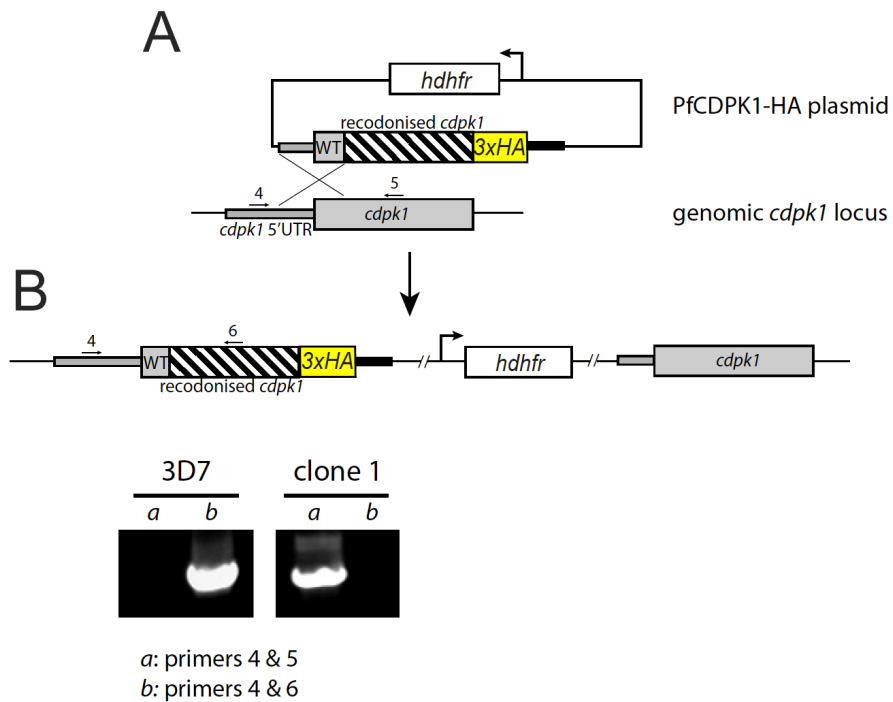 A
hdhfr
PfCDPK1-HA plasmid
recodonised cdpk1
WT
3xHA
4
5
cdpk1
genomic cdpk1 locus
cdpk1 5'UTR
B
4
6
WT
3xHA
hdhfr
cdpk1
recodonised cdpk1
3D7
clone 1
a b
a b
a: primers 4 & 5
b: primers 4 & 6